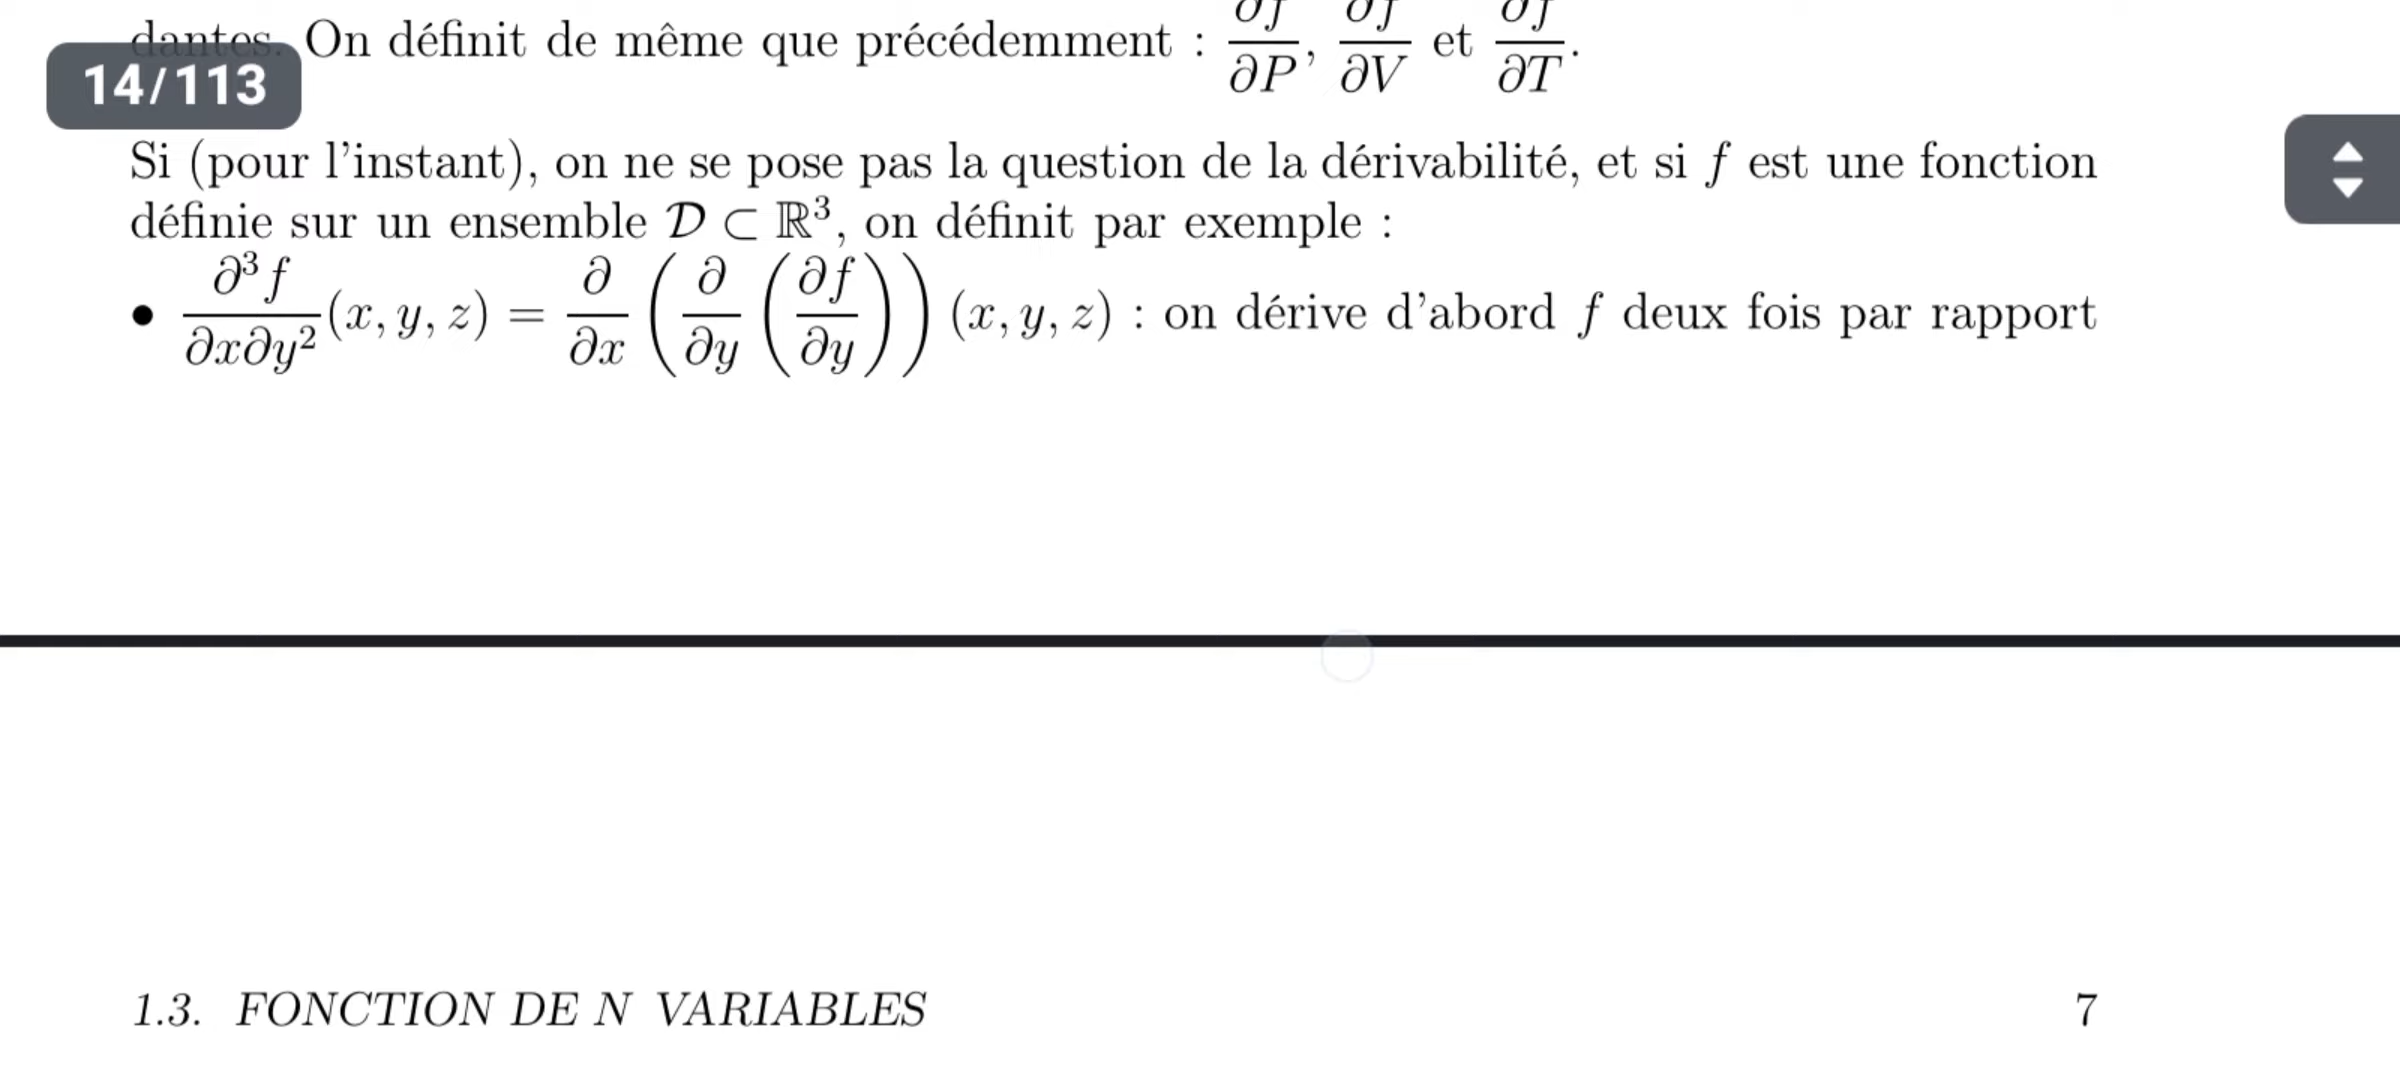 dantes. On définit de même que précédemment : ∂f/∂P, ∂f/∂V et ∂f/∂T.
14/113
Si (pour l'instant), on ne se pose pas la question de la dérivabilité, et si f est une fonction
définie sur un ensemble 𝒟 ⊂ ℝ³, on définit par exemple :
• ∂³f/∂x∂y²(x, y, z) = ∂/∂x (∂/∂y (∂f/∂y)) (x, y, z) : on dérive d'abord f deux fois par rapport
1.3. FONCTION DE N VARIABLES 7